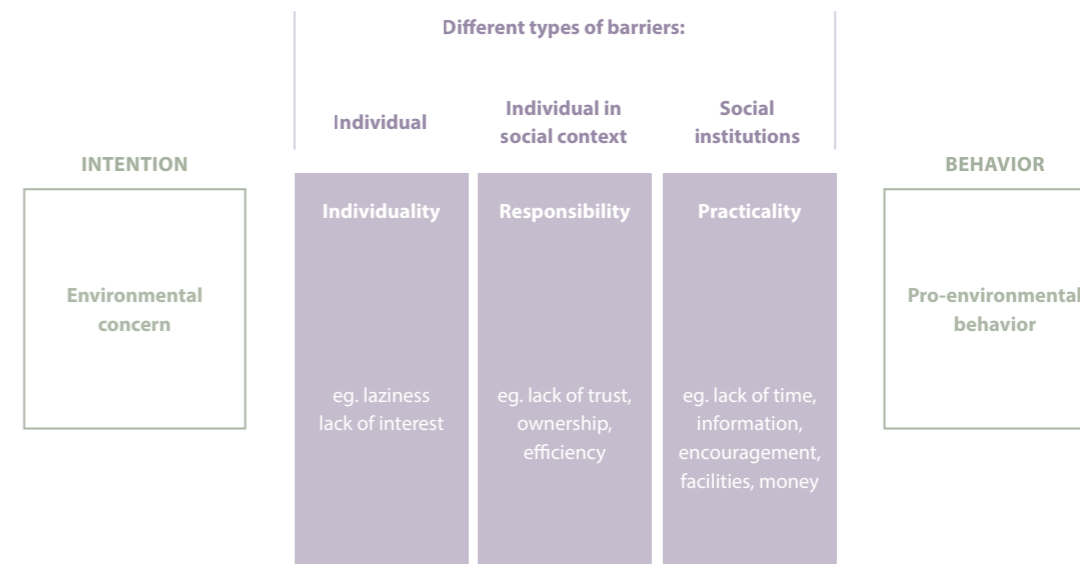 Different types of barriers:
Individual
Individual in
social context
Social
institutions
INTENTION
BEHAVIOR
Individuality
Responsibility
Practicality
Environmental
concern
Pro-environmental
behavior
eg. laziness
lack of interest
eg. lack of trust,
ownership,
efficiency
eg. lack of time,
information,
encouragement,
facilities, money